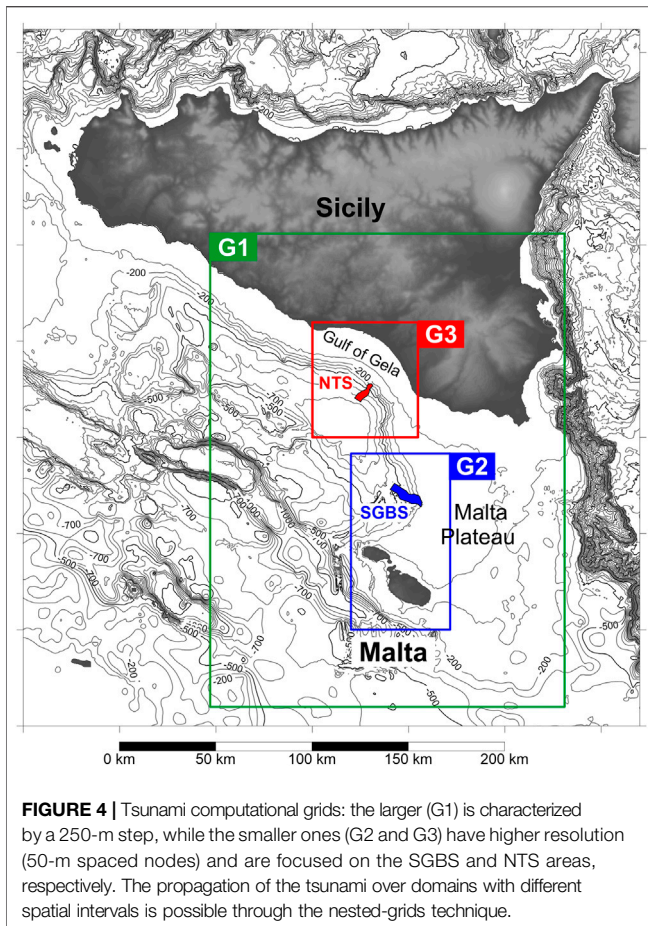 -200
Sicily
G1
-200
-200
G3
Gulf of Gela
-200
NTS
-700
-500
-700
-500
G2
SGBS
Malta
Plateau
-700
-700
-500
-700
-500
-700
-500
-200
Malta
-200
-500
-200
-500
0 km
50 km
100 km
150 km
200 km
FIGURE 4 | Tsunami computational grids: the larger (G1) is characterized
by a 250-m step, while the smaller ones (G2 and G3) have higher resolution
(50-m spaced nodes) and are focused on the SGBS and NTS areas,
respectively. The propagation of the tsunami over domains with different
spatial intervals is possible through the nested-grids technique.